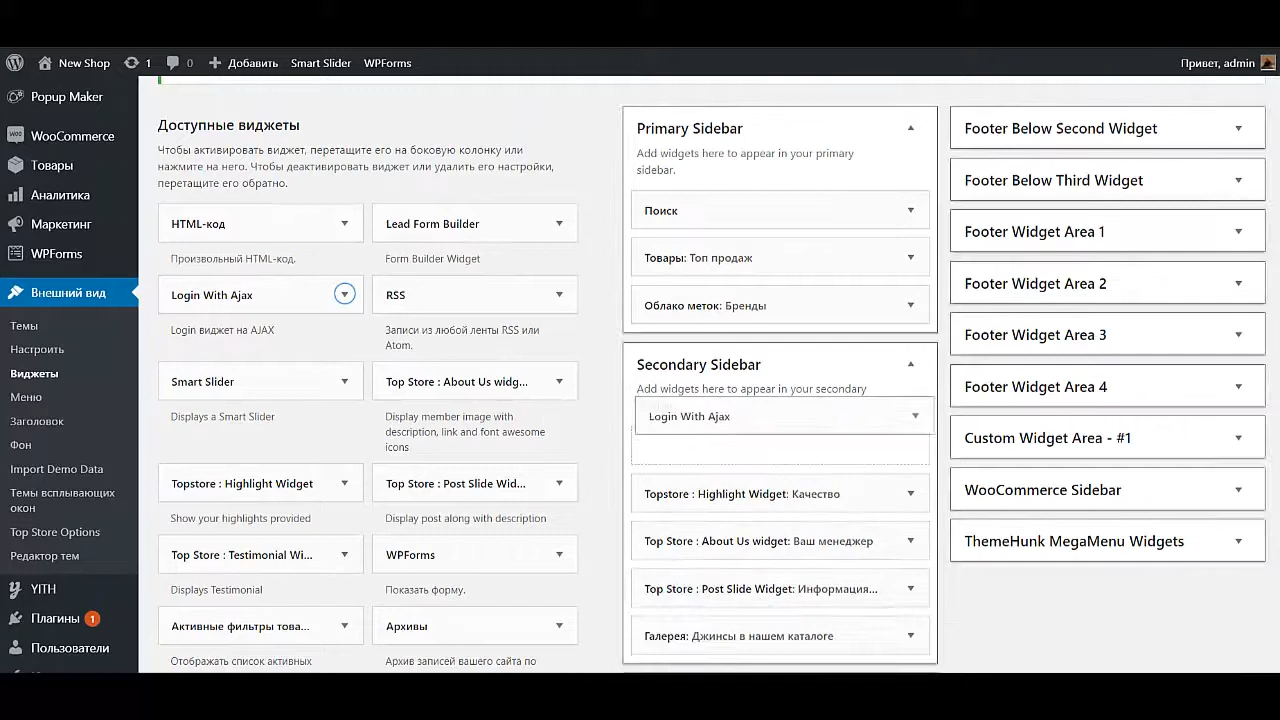 New Shop
1
0
Добавить
Smart Slider
WPForms
Привет, admin
Popup Maker
WooCommerce
Товары
Аналитика
Маркетинг
WPForms
Внешний вид
Темы
Настроить
Виджеты
Меню
Заголовок
Фон
Import Demo Data
Темы всплывающих
окон
Top Store Options
Редактор тем
YITH
Плагины 1
Пользователи
Доступные виджеты
Чтобы активировать виджет, перетащите его на боковую колонку или
нажмите на него. Чтобы деактивировать виджет или удалить его настройки,
перетащите его обратно.
HTML-код
Произвольный HTML-код.
Lead Form Builder
Form Builder Widget
Login With Ajax
Login виджет на AJAX
RSS
Записи из любой ленты RSS или
Atom.
Smart Slider
Displays a Smart Slider
Top Store : About Us widg...
Display member image with
description, link and font awesome
icons
Topstore : Highlight Widget
Show your highlights provided
Top Store : Post Slide Wid...
Display post along with description
Top Store : Testimonial Wi...
Displays Testimonial
WPForms
Показать форму.
Активные фильтры това...
Отображать список активных
Архивы
Архив записей вашего сайта по
Primary Sidebar
Add widgets here to appear in your primary
sidebar.
Поиск
Товары: Топ продаж
Облако меток: Бренды
Secondary Sidebar
Add widgets here to appear in your secondary
Login With Ajax
Topstore : Highlight Widget: Качество
Top Store : About Us widget: Ваш менеджер
Top Store : Post Slide Widget: Информация...
Галерея: Джинсы в нашем каталоге
Footer Below Second Widget
Footer Below Third Widget
Footer Widget Area 1
Footer Widget Area 2
Footer Widget Area 3
Footer Widget Area 4
Custom Widget Area - #1
WooCommerce Sidebar
ThemeHunk MegaMenu Widgets